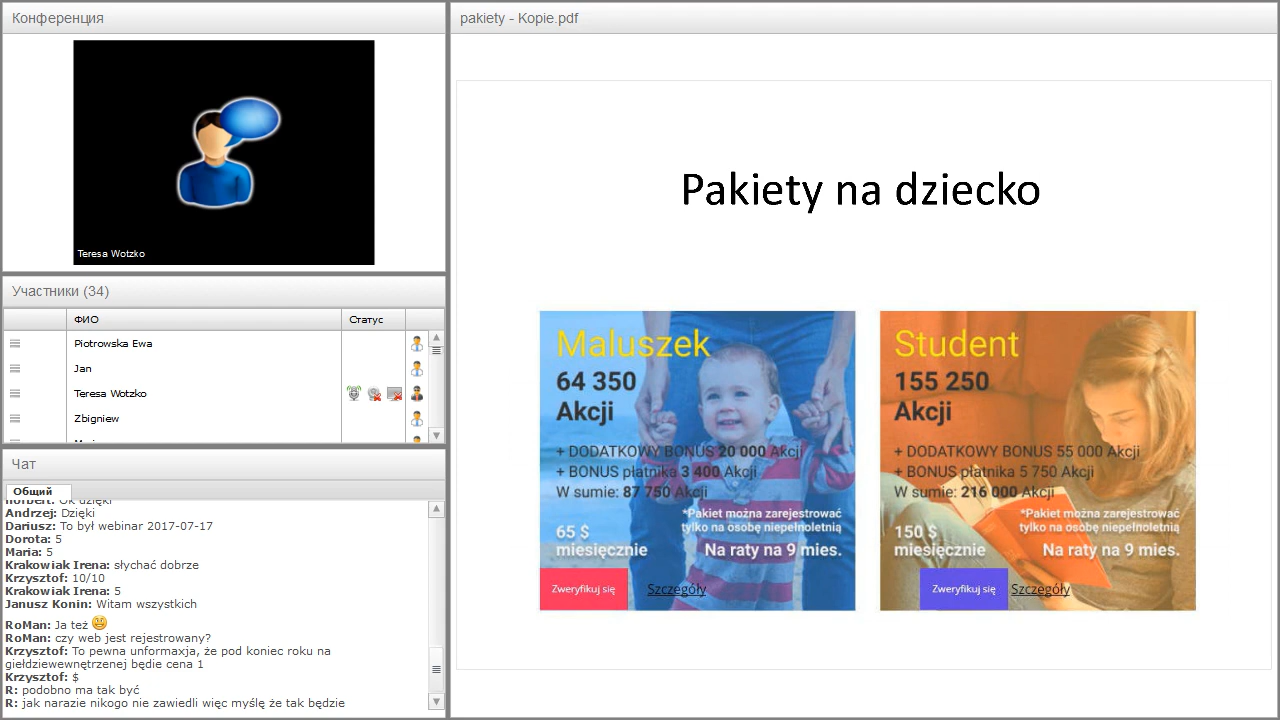 Конференция
Teresa Wotzko
Участники (34)
ФИО
Статус
Piotrowska Ewa
Jan
Teresa Wotzko
Zbigniew
Чат
Общий
norbert: Ok dzięki
Andrzej: Dzięki
Dariusz: To był webinar 2017-07-17
Dorota: 5
Maria: 5
Krakowiak Irena: słychać dobrze
Krzysztof: 10/10
Krakowiak Irena: 5
Janusz Konin: Witam wszystkich
RoMan: Ja też
RoMan: czy web jest rejestrowany?
Krzysztof: To pewna unformaxja, że pod koniec roku na
giełdziewewnętrzenej będie cana 1
Krzysztof: $
R: podobno ma tak być
R: jak narazie nikogo nie zawiedli więc myślę że tak będzie
pakiety - Kopie.pdf
Pakiety na dziecko
Maluszek
64 350
Akcji
+ DODATKOWY BONUS 20 000 Akcji
+ BONUS płatnika 3 400 Akcji
W sumie: 87 750 Akcji
*Pakiet można zarejestrować
tylko na osobę niepełnoletnią
65 $
miesięcznie
Na raty na 9 mies.
Zweryfikuj się
Szczegóły
Student
155 250
Akcji
+ DODATKOWY BONUS 55 000 Akcji
+ BONUS płatnika 5 750 Akcji
W sumie: 216 000 Akcji
*Pakiet można zarejestrować
tylko na osobę niepełnoletnią
150 $
miesięcznie
Na raty na 9 mies.
Zweryfikuj się
Szczegóły